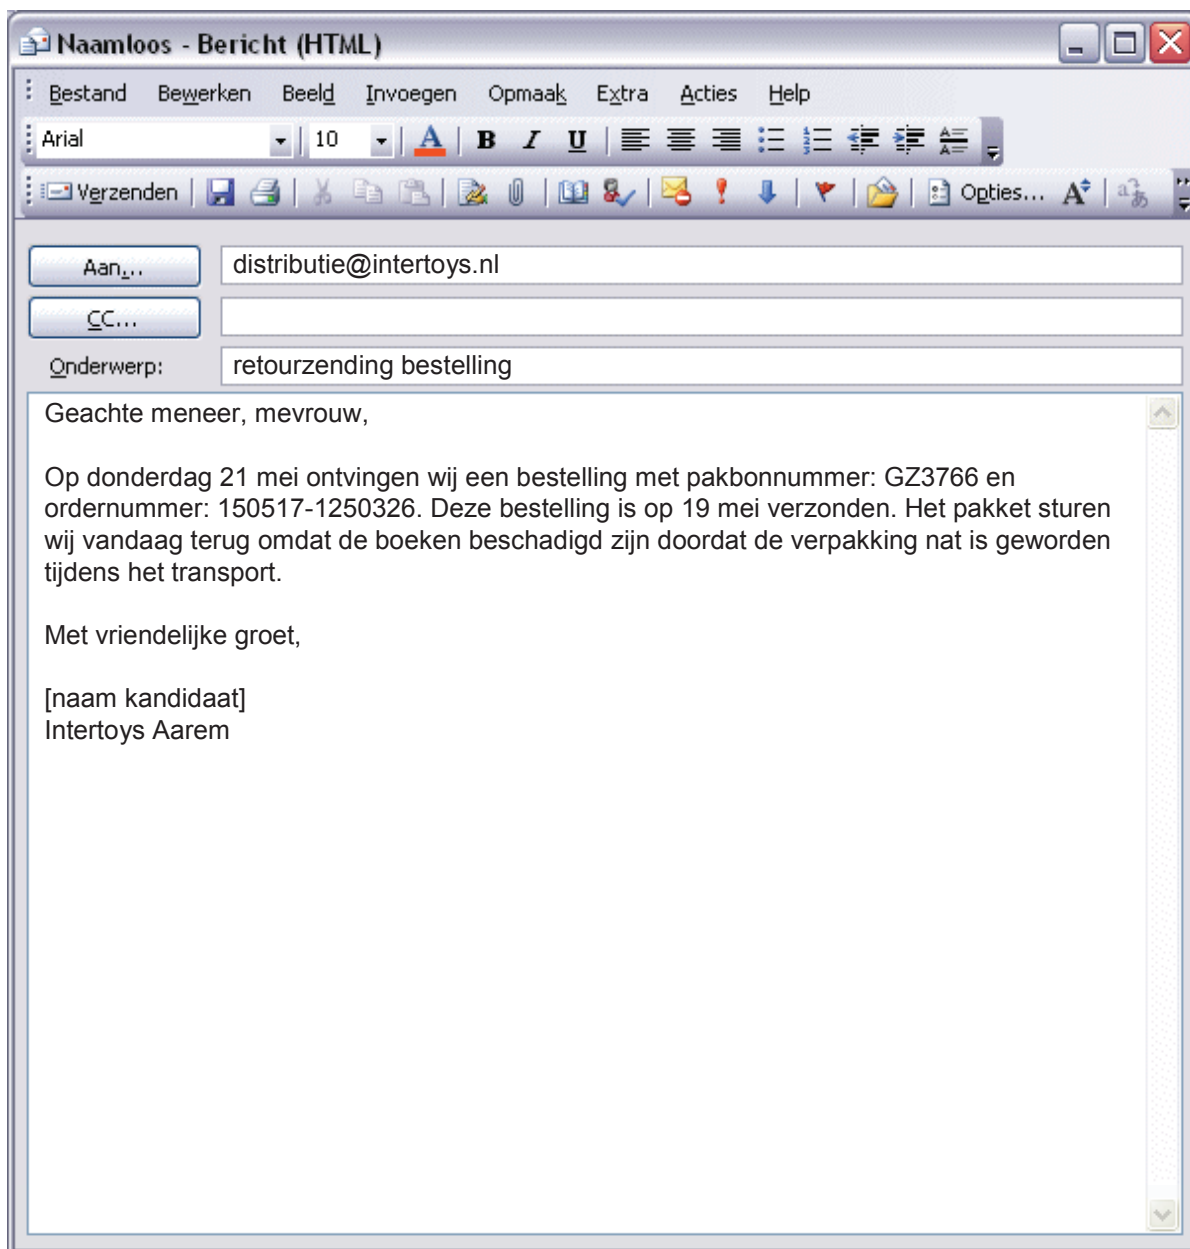 Naamloos - Bericht (HTML)
Bestand Bewerken Beeld Invoegen Opmaak Extra Acties Help
Arial 10 A B I U
Verzenden Opties...
Aan... distributie@intertoys.nl
CC...
Onderwerp: retourzending bestelling
Geachte meneer, mevrouw,
Op donderdag 21 mei ontvingen wij een bestelling met pakbonnummer: GZ3766 en
ordernummer: 150517-1250326. Deze bestelling is op 19 mei verzonden. Het pakket sturen
wij vandaag terug omdat de boeken beschadigd zijn doordat de verpakking nat is geworden
tijdens het transport.
Met vriendelijke groet,
[naam kandidaat]
Intertoys Aarem